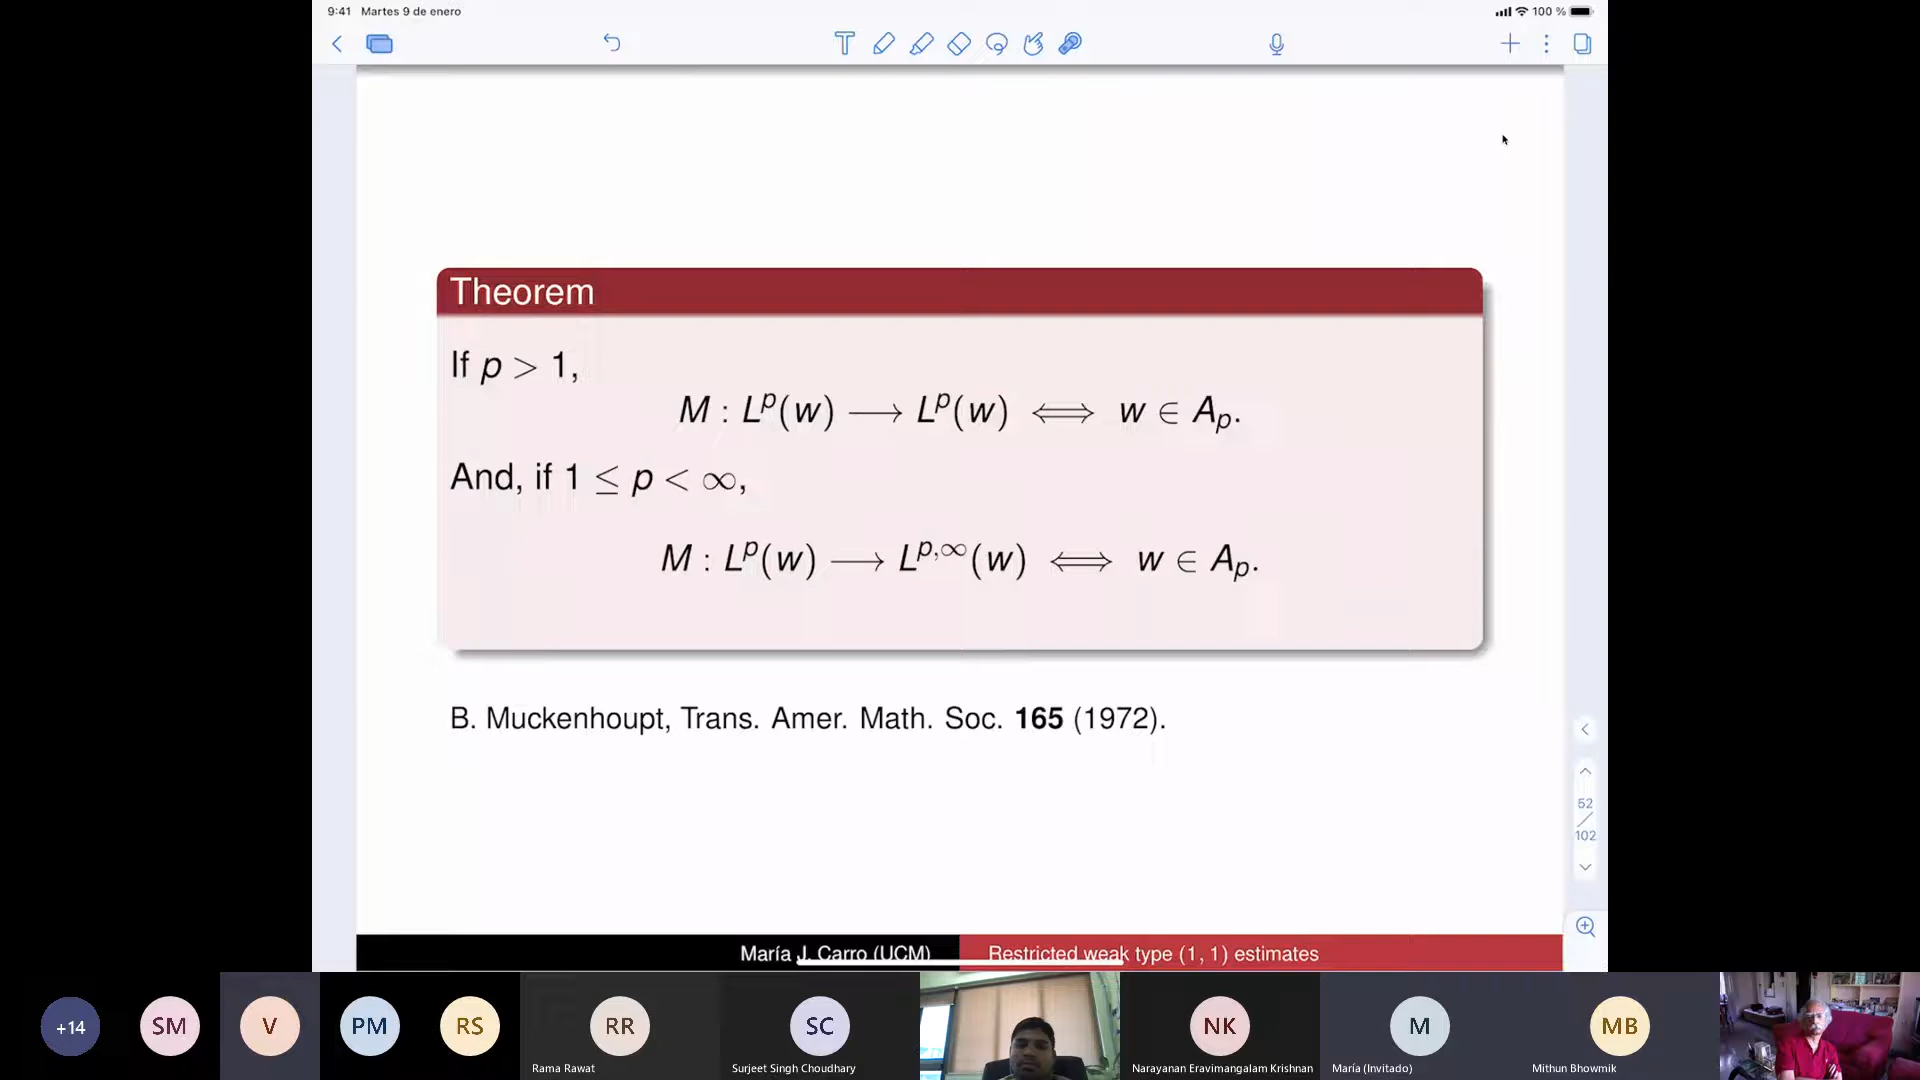 9:41 Martes 9 de enero
100 %
Theorem
If p > 1,
M : L^p(w) ⟶ L^p(w) ⟺ w ∈ A_p.
And, if 1 ≤ p < ∞,
M : L^p(w) ⟶ L^{p,∞}(w) ⟺ w ∈ A_p.
B. Muckenhoupt, Trans. Amer. Math. Soc. 165 (1972).
52
102
María J. Carro (UCM) Restricted weak type (1, 1) estimates
+14 SM V PM RS RR SC NK M MB
Rama Rawat Surjeet Singh Choudhary Narayanan Eravimangalam Krishnan María (Invitado) Mithun Bhowmik